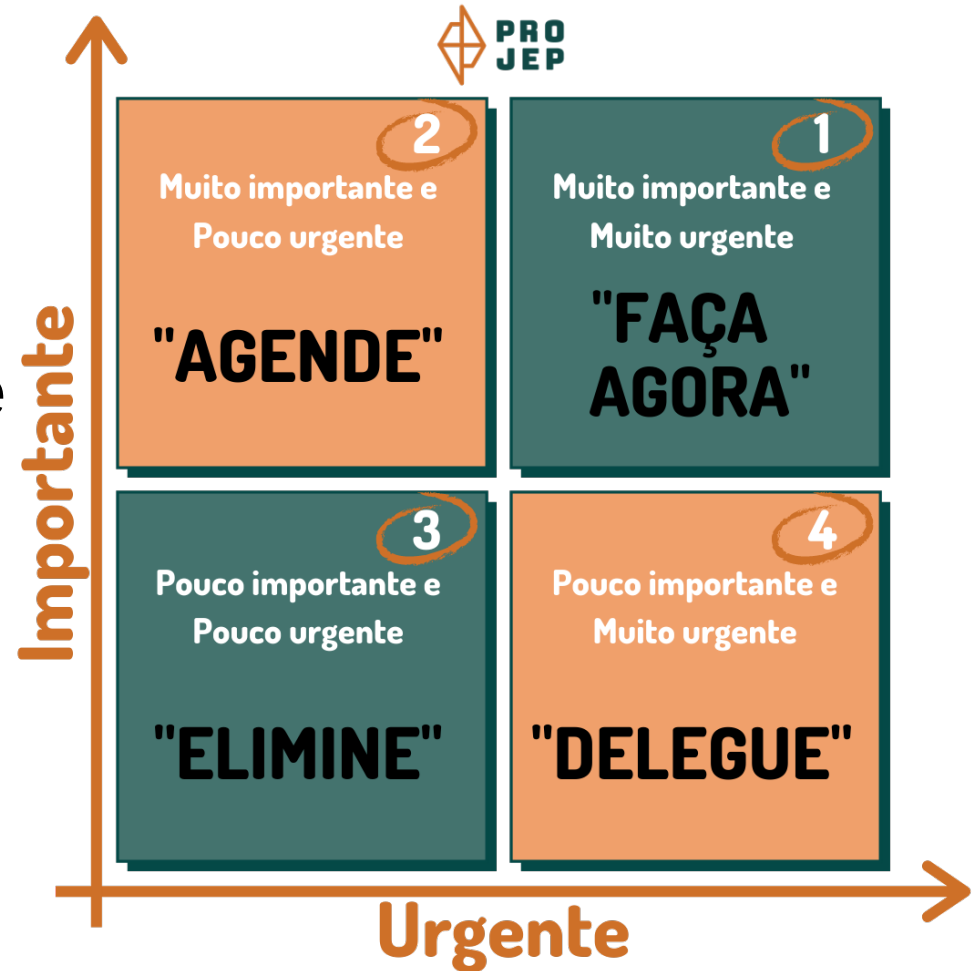 PRO
JEP
2
Muito importante e
Pouco urgente
"AGENDE"
1
Muito importante e
Muito urgente
"FAÇA
AGORA"
3
Pouco importante e
Pouco urgente
"ELIMINE"
4
Pouco importante e
Muito urgente
"DELEGUE"
Importante
Urgente